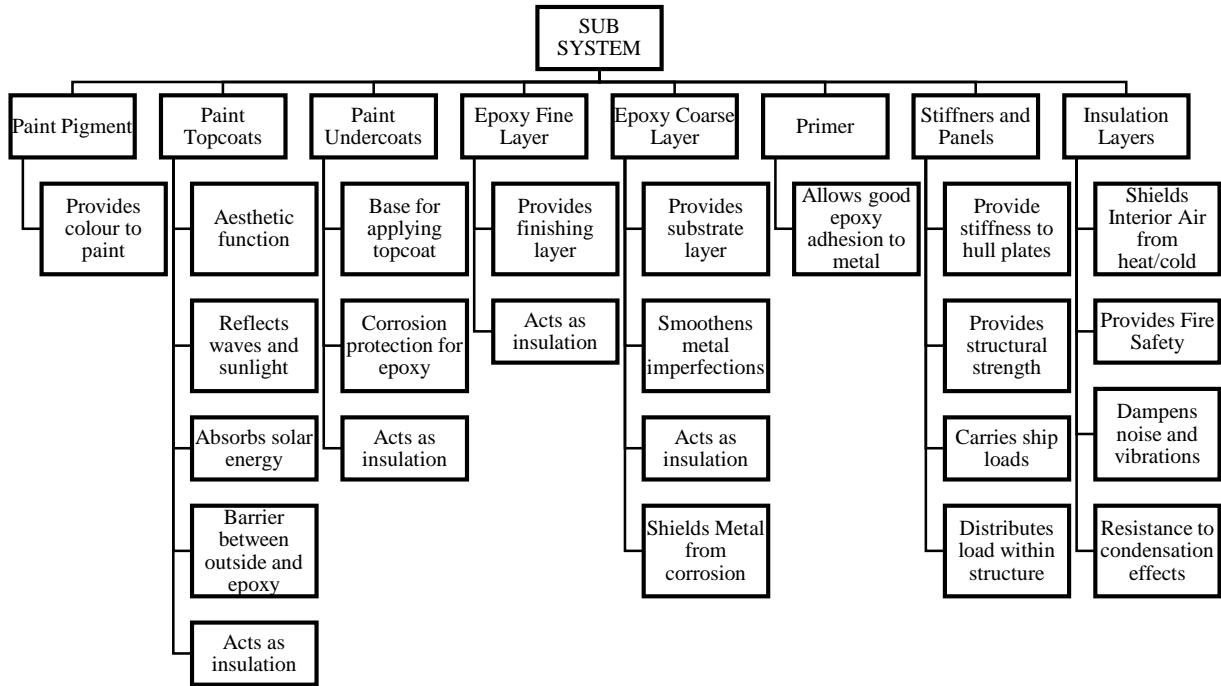 SUB
SYSTEM
Paint Pigment
Paint
Topcoats
Paint
Undercoats
Epoxy Fine
Layer
Epoxy Coarse
Layer
Primer
Stiffners and
Panels
Insulation
Layers
Provides
colour to
paint
Aesthetic
function
Reflects
waves and
sunlight
Absorbs solar
energy
Barrier
between
outside and
epoxy
Acts as
insulation
Base for
applying
topcoat
Corrosion
protection for
epoxy
Acts as
insulation
Provides
finishing
layer
Acts as
insulation
Provides
substrate
layer
Smoothens
metal
imperfections
Acts as
insulation
Shields Metal
from
corrosion
Allows good
epoxy
adhesion to
metal
Provide
stiffness to
hull plates
Provides
structural
strength
Carries ship
loads
Distributes
load within
structure
Shields
Interior Air
from
heat/cold
Provides Fire
Safety
Dampens
noise and
vibrations
Resistance to
condensation
effects